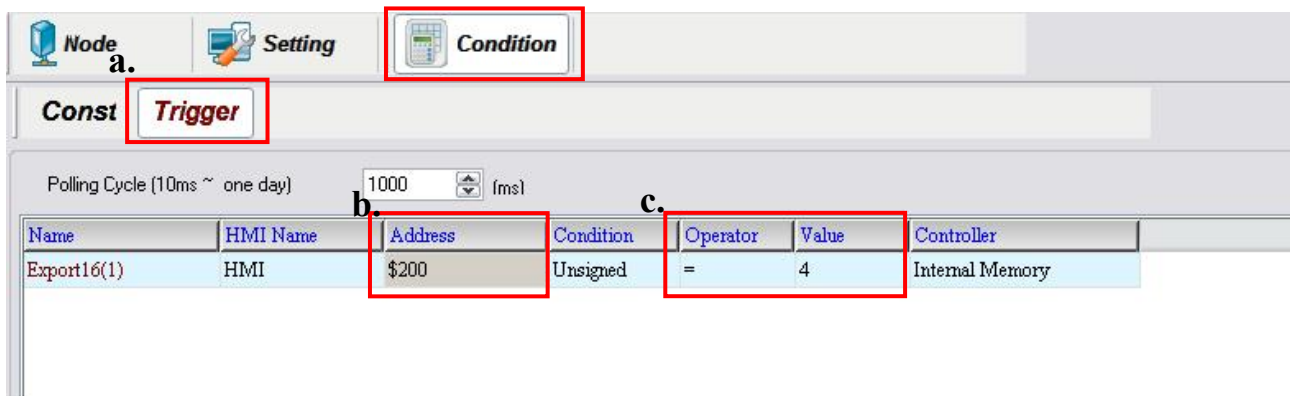 Node Setting Condition
a.
Const Trigger
Polling Cycle (10ms ~ one day) 1000 (ms)
b. c.
Name HMI Name Address Condition Operator Value Controller
Export16(1) HMI $200 Unsigned = 4 Internal Memory